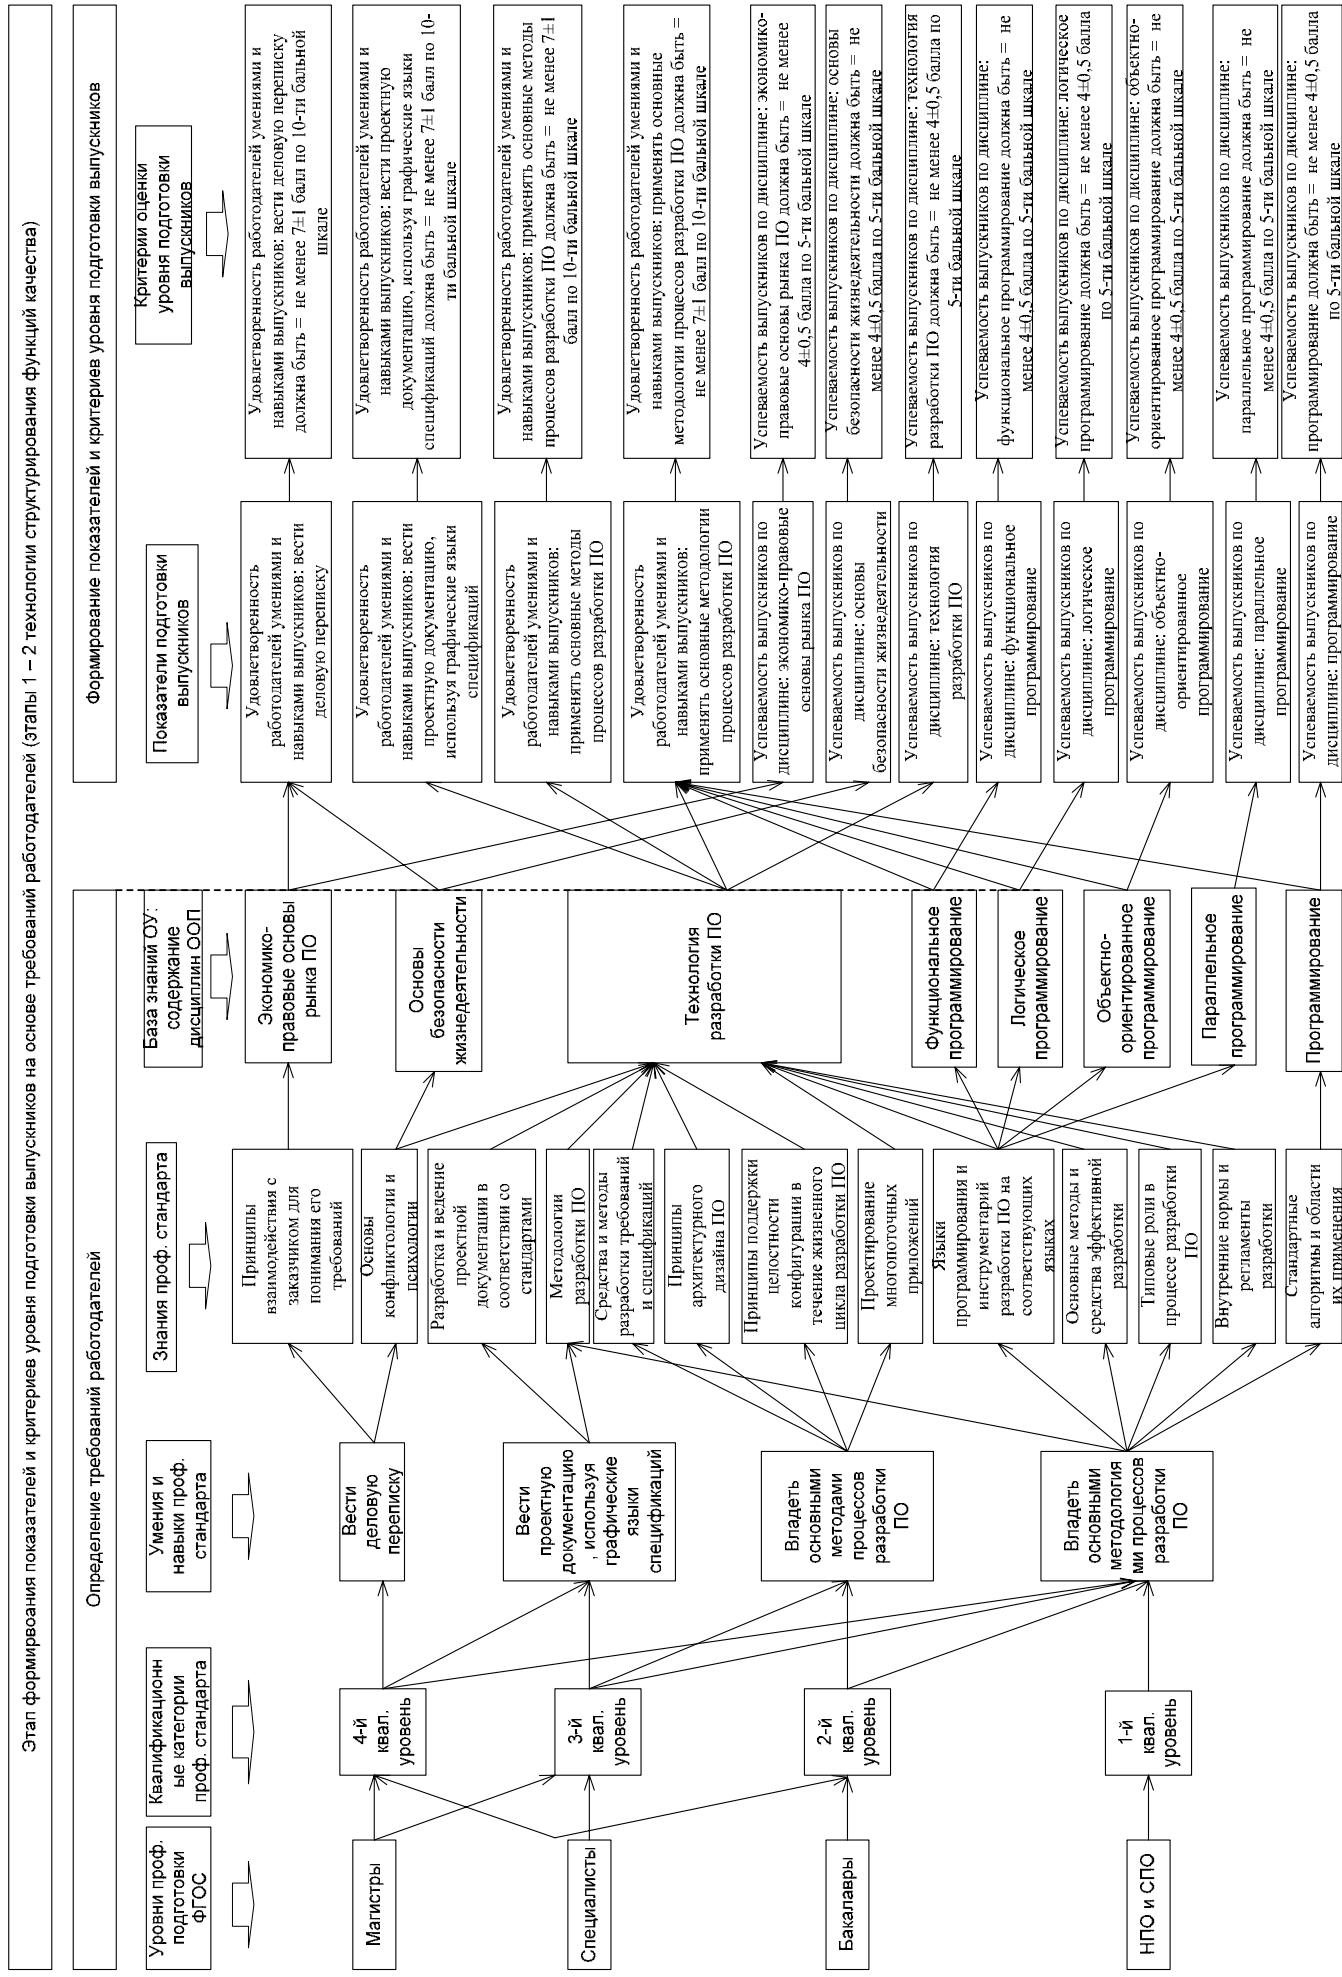 Этап формирвоания показателей и критериев уровня подготовки выпускников на основе требований работодателей (этапы 1 – 2 технологии структурирования функций качества)
Определение требований работодателей
Формирование показателей и критериев уровня подготовки выпускников
Уровни проф.
подготовки
ФГОС
Квалификационн
ые категории
проф. стандарта
Умения и
навыки проф.
стандарта
Знания проф. стандарта
База знаний ОУ:
содержание
дисциплин ООП
Показатели подготовки
выпускников
Критерии оценки
уровня подготовки
выпускников
Магистры
Специалисты
Бакалавры
НПО и СПО
4-й
квал.
уровень
3-й
квал.
уровень
2-й
квал.
уровень
1-й
квал.
уровень
Вести
деловую
переписку
Вести
проектную
документацию
, используя
графические
языки
спецификаций
Владеть
основными
методами
процессов
разработки
ПО
Владеть
основными
методология
ми процессов
разработки
ПО
Принципы
взаимодействия с
заказчиком для
понимания его
требований
Основы
конфликтологии и
психологии
Разработка и ведение
проектной
документации в
соответствии со
стандартами
Методологии
разработки ПО
Средства и методы
разработки требований
и спецификаций
Принципы
архитектурного
дизайна ПО
Принципы поддержки
целостности
конфигурации в
течение жизненного
цикла разработки ПО
Проектирование
многопоточных
приложений
Языки
программирования и
инструментарий
разработки ПО на
соответствующих
языках
Основные методы и
средства эффективной
разработки
Типовые роли в
процессе разработки
ПО
Внутренние нормы и
регламенты
разработки
Стандартные
алгоритмы и области
их применения
Экономико-
правовые основы
рынка ПО
Основы
безопасности
жизнедеятельности
Технология
разработки ПО
Функциональное
программирование
Логическое
программирование
Объектно-
ориентированное
программирование
Параллельное
программирование
Программирование
Удовлетворенность
работодателей умениями и
навыками выпускников: вести
деловую переписку
Удовлетворенность
работодателей умениями и
навыками выпускников: вести
проектную документацию,
используя графические языки
спецификаций
Удовлетворенность
работодателей умениями и
навыками выпускников:
применять основные методы
процессов разработки ПО
Удовлетворенность
работодателей умениями и
навыками выпускников:
применять основные методологии
процессов разработки ПО
Успеваемость выпускников по
дисциплине: экономико-правовые
основы рынка ПО
Успеваемость выпускников по
дисциплине: основы
безопасности жизнедеятельности
Успеваемость выпускников по
дисциплине: технология
разработки ПО
Успеваемость выпускников по
дисциплине: функциональное
программирование
Успеваемость выпускников по
дисциплине: логическое
программирование
Успеваемость выпускников по
дисциплине: объектно-
ориентированное
программирование
Успеваемость выпускников по
дисциплине: параллельное
программирование
Успеваемость выпускников по
дисциплине: программирование
Удовлетворенность работодателей умениями и
навыками выпускников: вести деловую переписку
должна быть = не менее 7±1 балл по 10-ти бальной
шкале
Удовлетворенность работодателей умениями и
навыками выпускников: вести проектную
документацию, используя графические языки
спецификаций должна быть = не менее 7±1 балл по 10-
ти бальной шкале
Удовлетворенность работодателей умениями и
навыками выпускников: применять основные методы
процессов разработки ПО должна быть = не менее 7±1
балл по 10-ти бальной шкале
Удовлетворенность работодателей умениями и
навыками выпускников: применять основные
методологии процессов разработки ПО должна быть =
не менее 7±1 балл по 10-ти бальной шкале
Успеваемость выпускников по дисциплине: экономико-
правовые основы рынка ПО должна быть = не менее
4±0,5 балла по 5-ти бальной шкале
Успеваемость выпускников по дисциплине: основы
безопасности жизнедеятельности должна быть = не
менее 4±0,5 балла по 5-ти бальной шкале
Успеваемость выпускников по дисциплине: технология
разработки ПО должна быть = не менее 4±0,5 балла по
5-ти бальной шкале
Успеваемость выпускников по дисциплине:
функциональное программирование должна быть = не
менее 4±0,5 балла по 5-ти бальной шкале
Успеваемость выпускников по дисциплине: логическое
программирование должна быть = не менее 4±0,5 балла
по 5-ти бальной шкале
Успеваемость выпускников по дисциплине: объектно-
ориентированное программирование должна быть = не
менее 4±0,5 балла по 5-ти бальной шкале
Успеваемость выпускников по дисциплине:
параллельное программирование должна быть = не
менее 4±0,5 балла по 5-ти бальной шкале
Успеваемость выпускников по дисциплине:
программирование должна быть = не менее 4±0,5 балла
по 5-ти бальной шкале